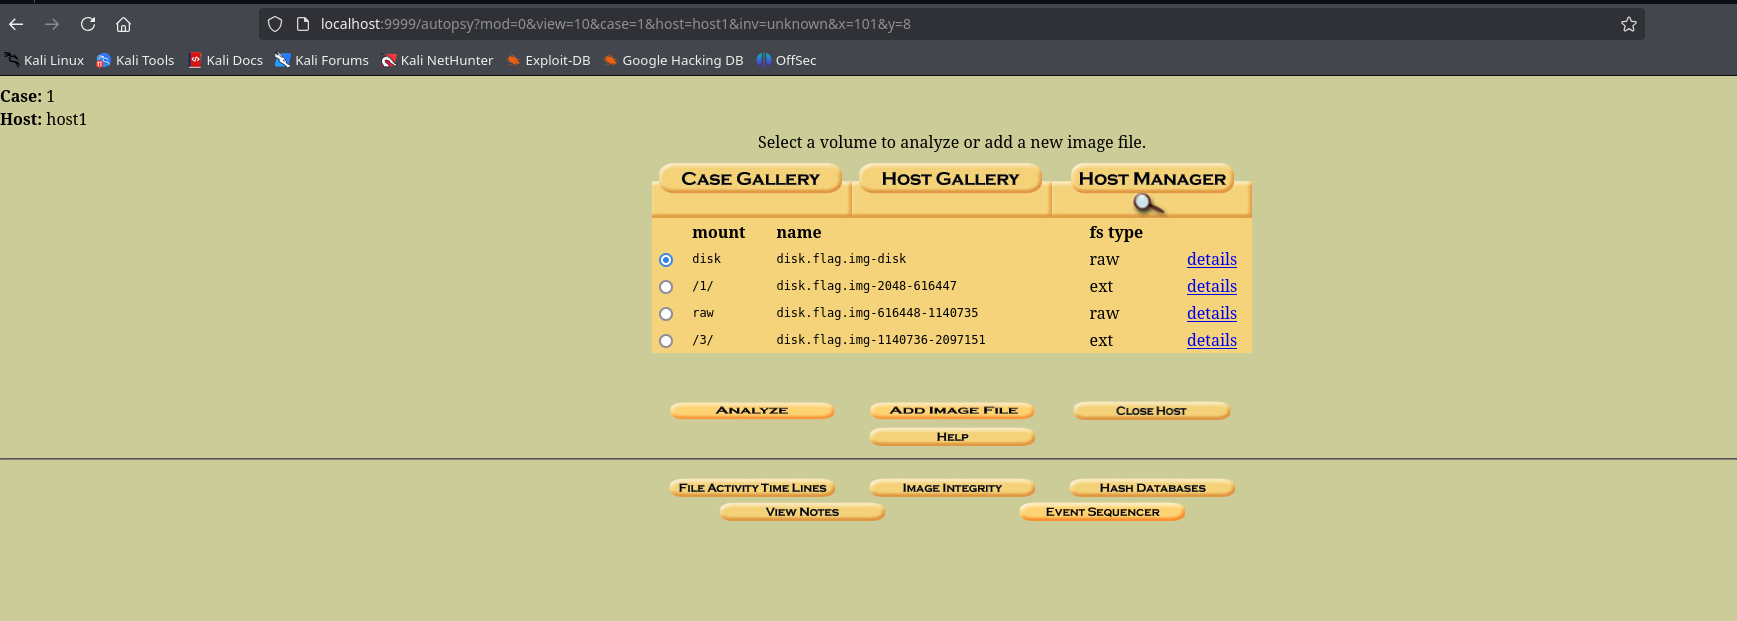 localhost:9999/autopsy?mod=0&view=10&case=1&host=host1&inv=unknown&x=101&y=8
Kali Linux Kali Tools Kali Docs Kali Forums Kali NetHunter Exploit-DB Google Hacking DB OffSec
Case: 1
Host: host1
Select a volume to analyze or add a new image file.
CASE GALLERY HOST GALLERY HOST MANAGER
mount name fs type
disk disk.flag.img-disk raw details
/1/ disk.flag.img-2048-616447 ext details
raw disk.flag.img-616448-1140735 raw details
/3/ disk.flag.img-1140736-2097151 ext details
ANALYZE ADD IMAGE FILE CLOSE HOST
HELP
FILE ACTIVITY TIME LINES IMAGE INTEGRITY HASH DATABASES
VIEW NOTES EVENT SEQUENCER